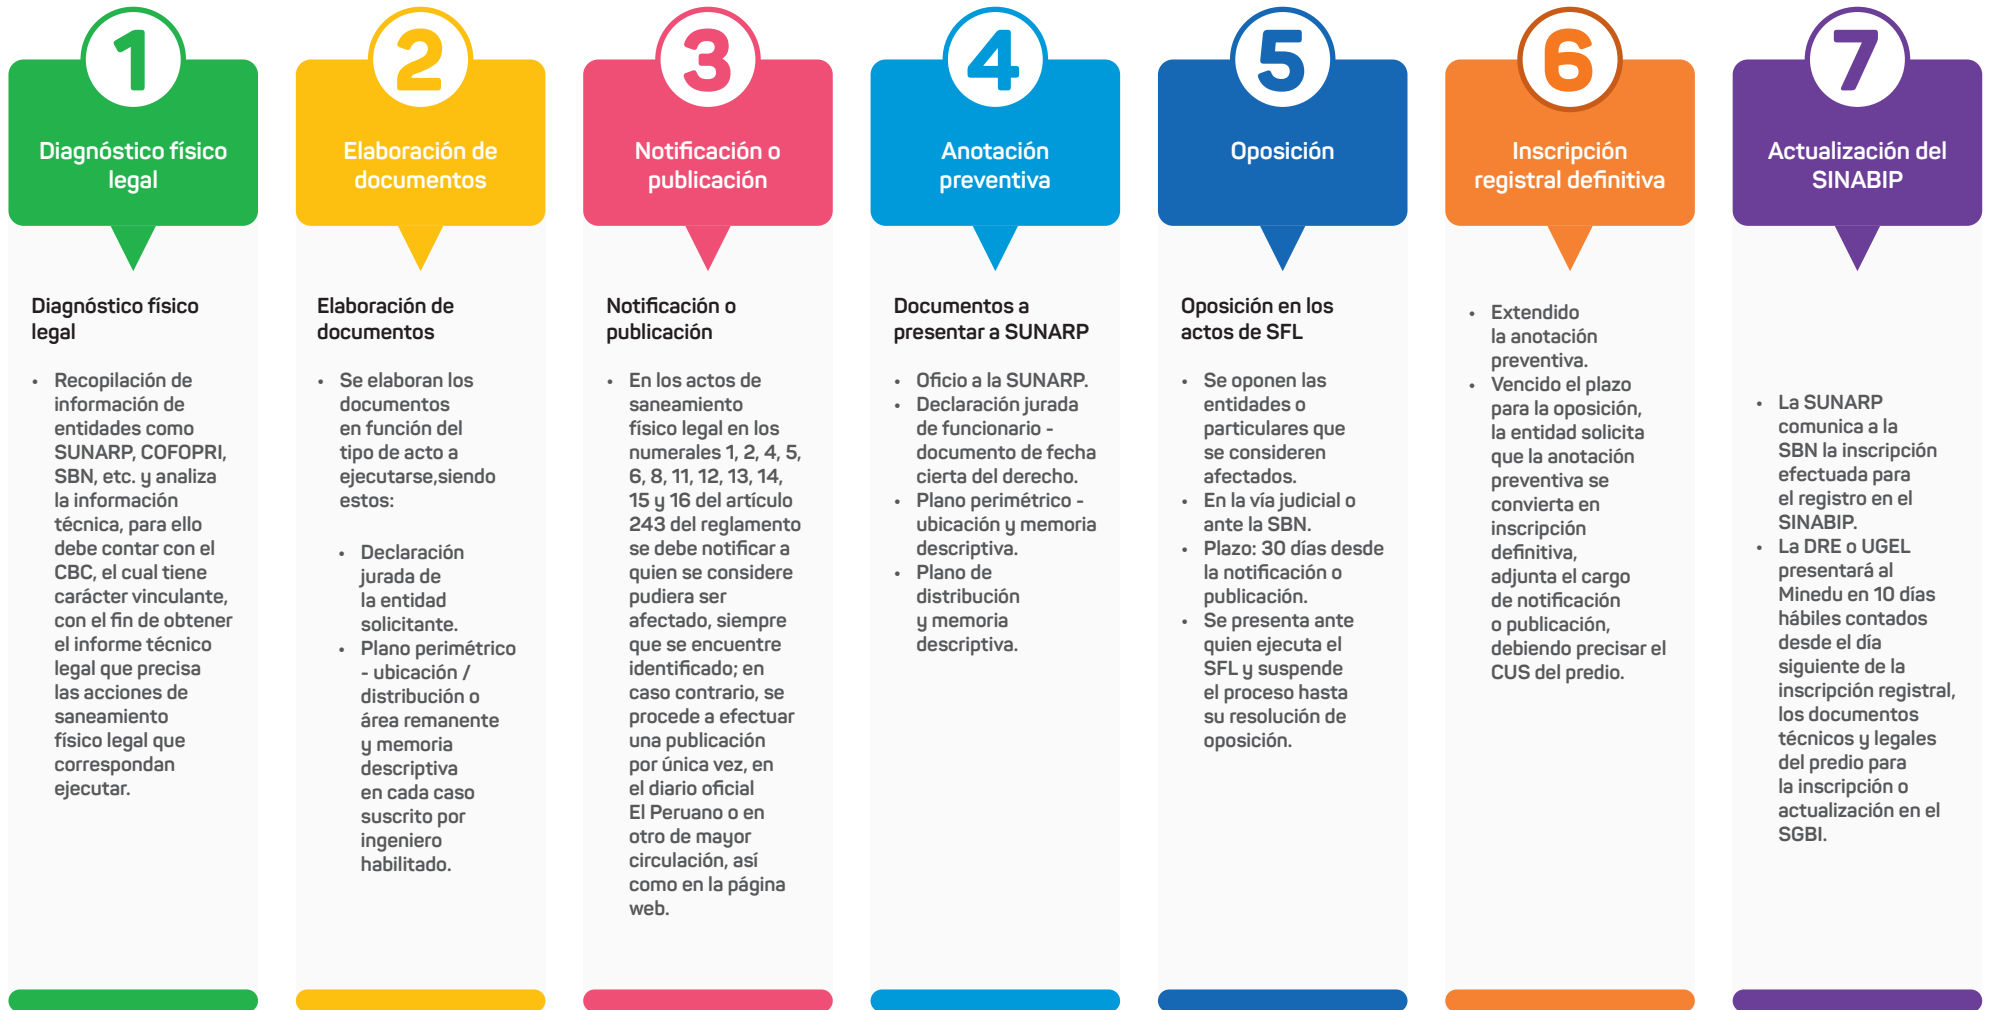 1
Diagnóstico físico
legal
Diagnóstico físico
legal
• Recopilación de
información de
entidades como
SUNARP, COFOPRI,
SBN, etc. y analiza
la información
técnica, para ello
debe contar con el
CBC, el cual tiene
carácter vinculante,
con el fin de obtener
el informe técnico
legal que precisa
las acciones de
saneamiento
físico legal que
correspondan
ejecutar.
2
Elaboración de
documentos
Elaboración de
documentos
• Se elaboran los
documentos
en función del
tipo de acto a
ejecutarse,siendo
estos:
• Declaración
jurada de
la entidad
solicitante.
• Plano perimétrico
- ubicación /
distribución o
área remanente
y memoria
descriptiva
en cada caso
suscrito por
ingeniero
habilitado.
3
Notificación o
publicación
Notificación o
publicación
• En los actos de
saneamiento
físico legal en los
numerales 1, 2, 4, 5,
6, 8, 11, 12, 13, 14,
15 y 16 del artículo
243 del reglamento
se debe notificar a
quien se considere
pudiera ser
afectado, siempre
que se encuentre
identificado; en
caso contrario, se
procede a efectuar
una publicación
por única vez, en
el diario oficial
El Peruano o en
otro de mayor
circulación, así
como en la página
web.
4
Anotación
preventiva
Documentos a
presentar a SUNARP
• Oficio a la SUNARP.
• Declaración jurada
de funcionario -
documento de fecha
cierta del derecho.
• Plano perimétrico -
ubicación y memoria
descriptiva.
• Plano de
distribución
y memoria
descriptiva.
5
Oposición
Oposición en los
actos de SFL
• Se oponen las
entidades o
particulares que
se consideren
afectados.
• En la vía judicial o
ante la SBN.
• Plazo: 30 días desde
la notificación o
publicación.
• Se presenta ante
quien ejecuta el
SFL y suspende
el proceso hasta
su resolución de
oposición.
6
Inscripción
registral definitiva
• Extendido
la anotación
preventiva.
• Vencido el plazo
para la oposición,
la entidad solicita
que la anotación
preventiva se
convierta en
inscripción
definitiva,
adjunta el cargo
de notificación
o publicación,
debiendo precisar el
CUS del predio.
7
Actualización del
SINABIP
• La SUNARP
comunica a la
SBN la inscripción
efectuada para
el registro en el
SINABIP.
• La DRE o UGEL
presentará al
Minedu en 10 días
hábiles contados
desde el día
siguiente de la
inscripción registral,
los documentos
técnicos y legales
del predio para
la inscripción o
actualización en el
SGBI.